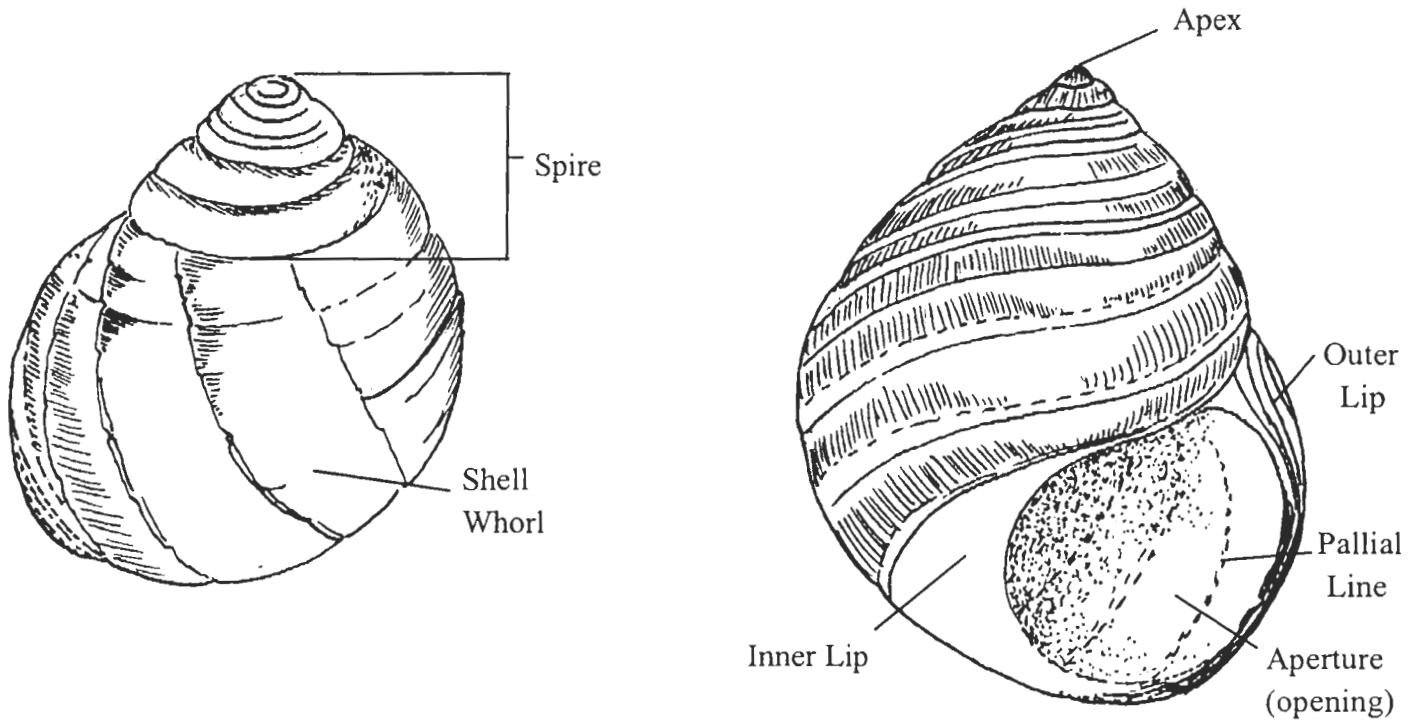 Apex
Spire
Outer
Lip
Shell
Whorl
Pallial
Line
Inner Lip
Aperture
(opening)